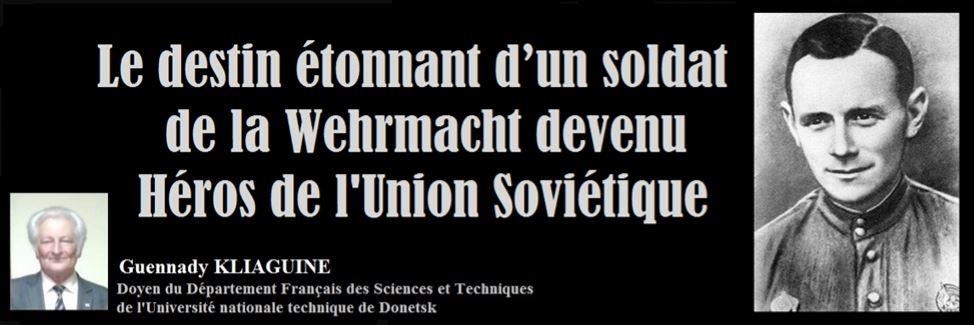 Le destin étonnant d’un soldat
de la Wehrmacht devenu
Héros de l'Union Soviétique
Guennady KLIAGUINE
Doyen du Département Français des Sciences et Techniques
de l'Université nationale technique de Donetsk